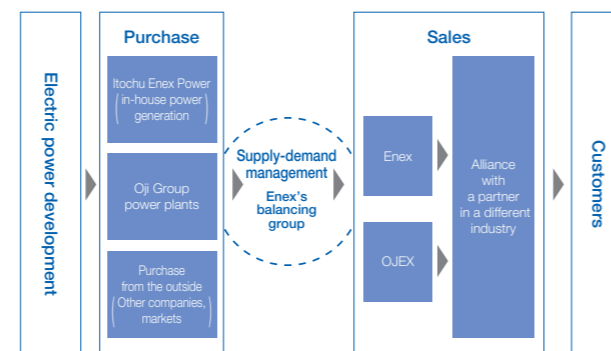 Electric power development
Purchase
Itochu Enex Power
(in-house power
generation)
Oji Group
power plants
Purchase
from the outside
(Other companies,
markets)
Supply-demand
management
Enex's
balancing
group
Sales
Enex
OJEX
Alliance
with
a partner
in a different
industry
Customers